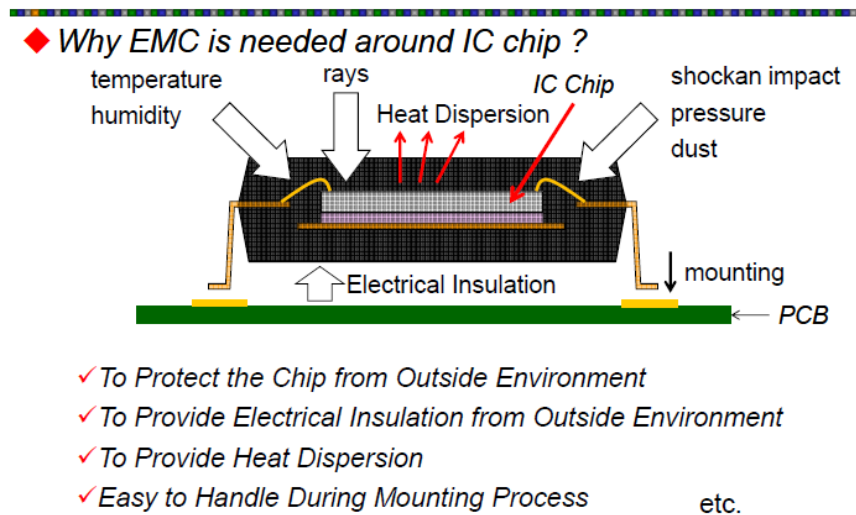 Why EMC is needed around IC chip ?
temperature
humidity
rays
Heat Dispersion
IC Chip
shockan impact
pressure
dust
Electrical Insulation
mounting
PCB
✓To Protect the Chip from Outside Environment
✓To Provide Electrical Insulation from Outside Environment
✓To Provide Heat Dispersion
✓Easy to Handle During Mounting Process
etc.